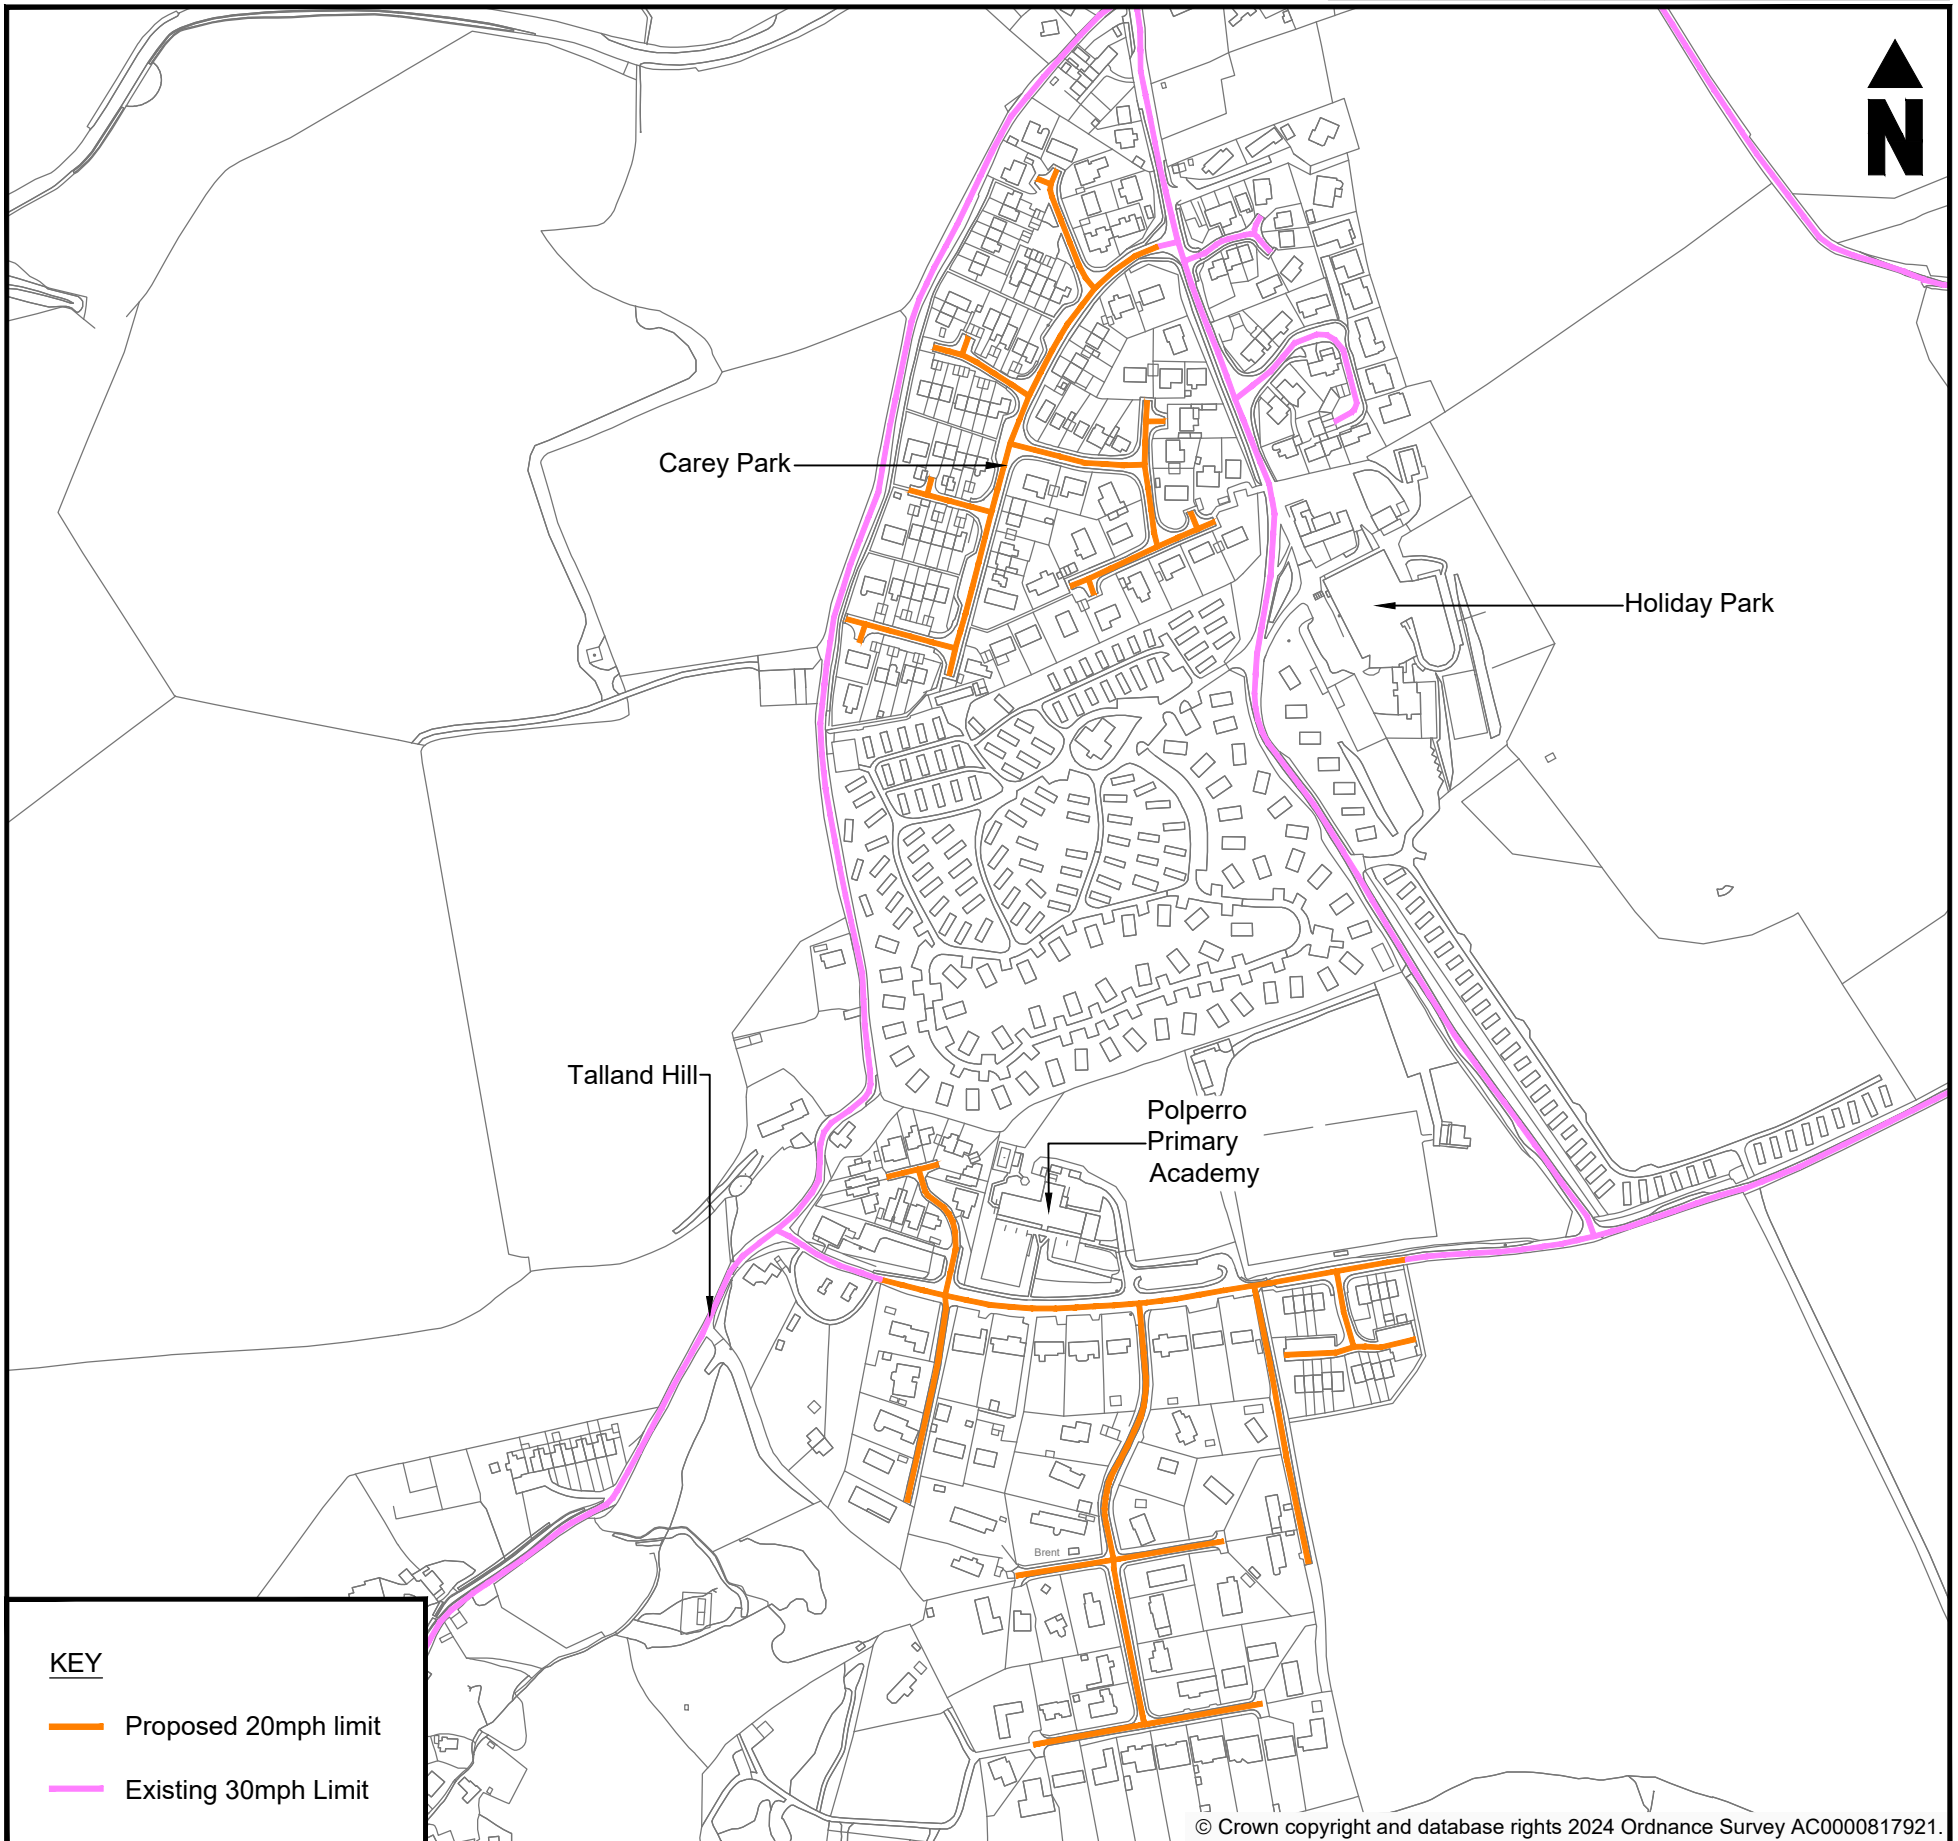 N
Carey Park
Holiday Park
Talland Hill
Polperro
Primary
Academy
Brent
KEY
Proposed 20mph limit
Existing 30mph Limit
© Crown copyright and database rights 2024 Ordnance Survey AC0000817921.